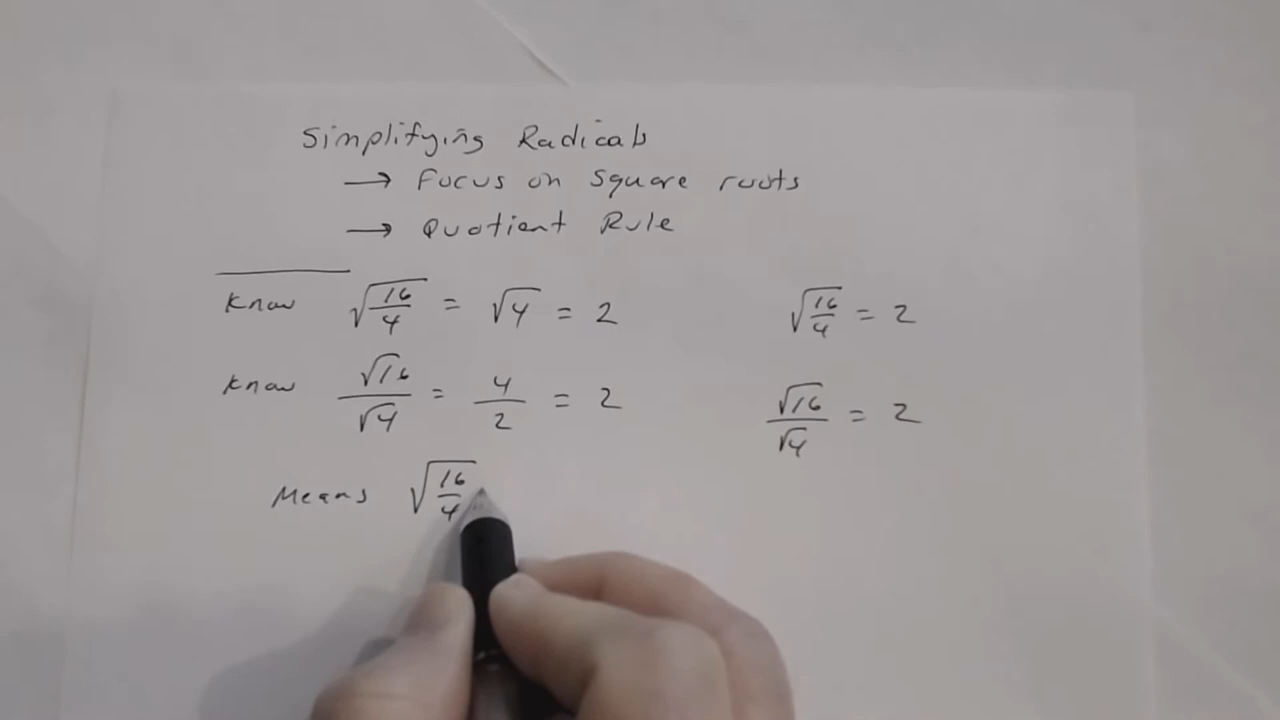 Simplifying Radicals
→ Focus on Square roots
→ Quotient Rule
Know √(16/4) = √4 = 2
√(16/4) = 2
Know √16/√4 = 4/2 = 2
√16/√4 = 2
Means √(16/4)